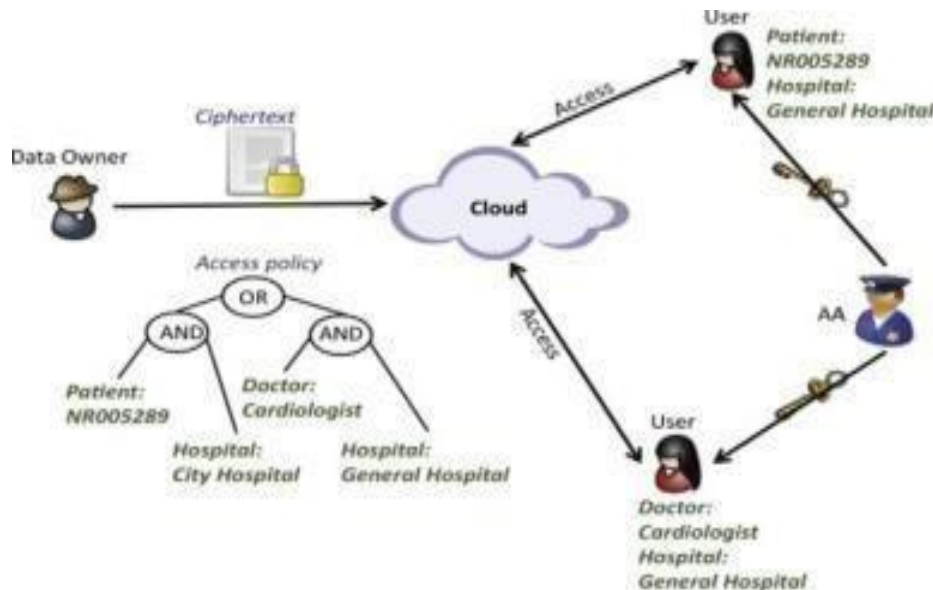 User
Patient:
NR005289
Hospital:
General Hospital
Access
Ciphertext
Data Owner
Cloud
Access policy
OR
AND
AND
Patient:
NR005289
Doctor:
Cardiologist
Hospital:
City Hospital
Hospital:
General Hospital
Access
AA
User
Doctor:
Cardiologist
Hospital:
General Hospital